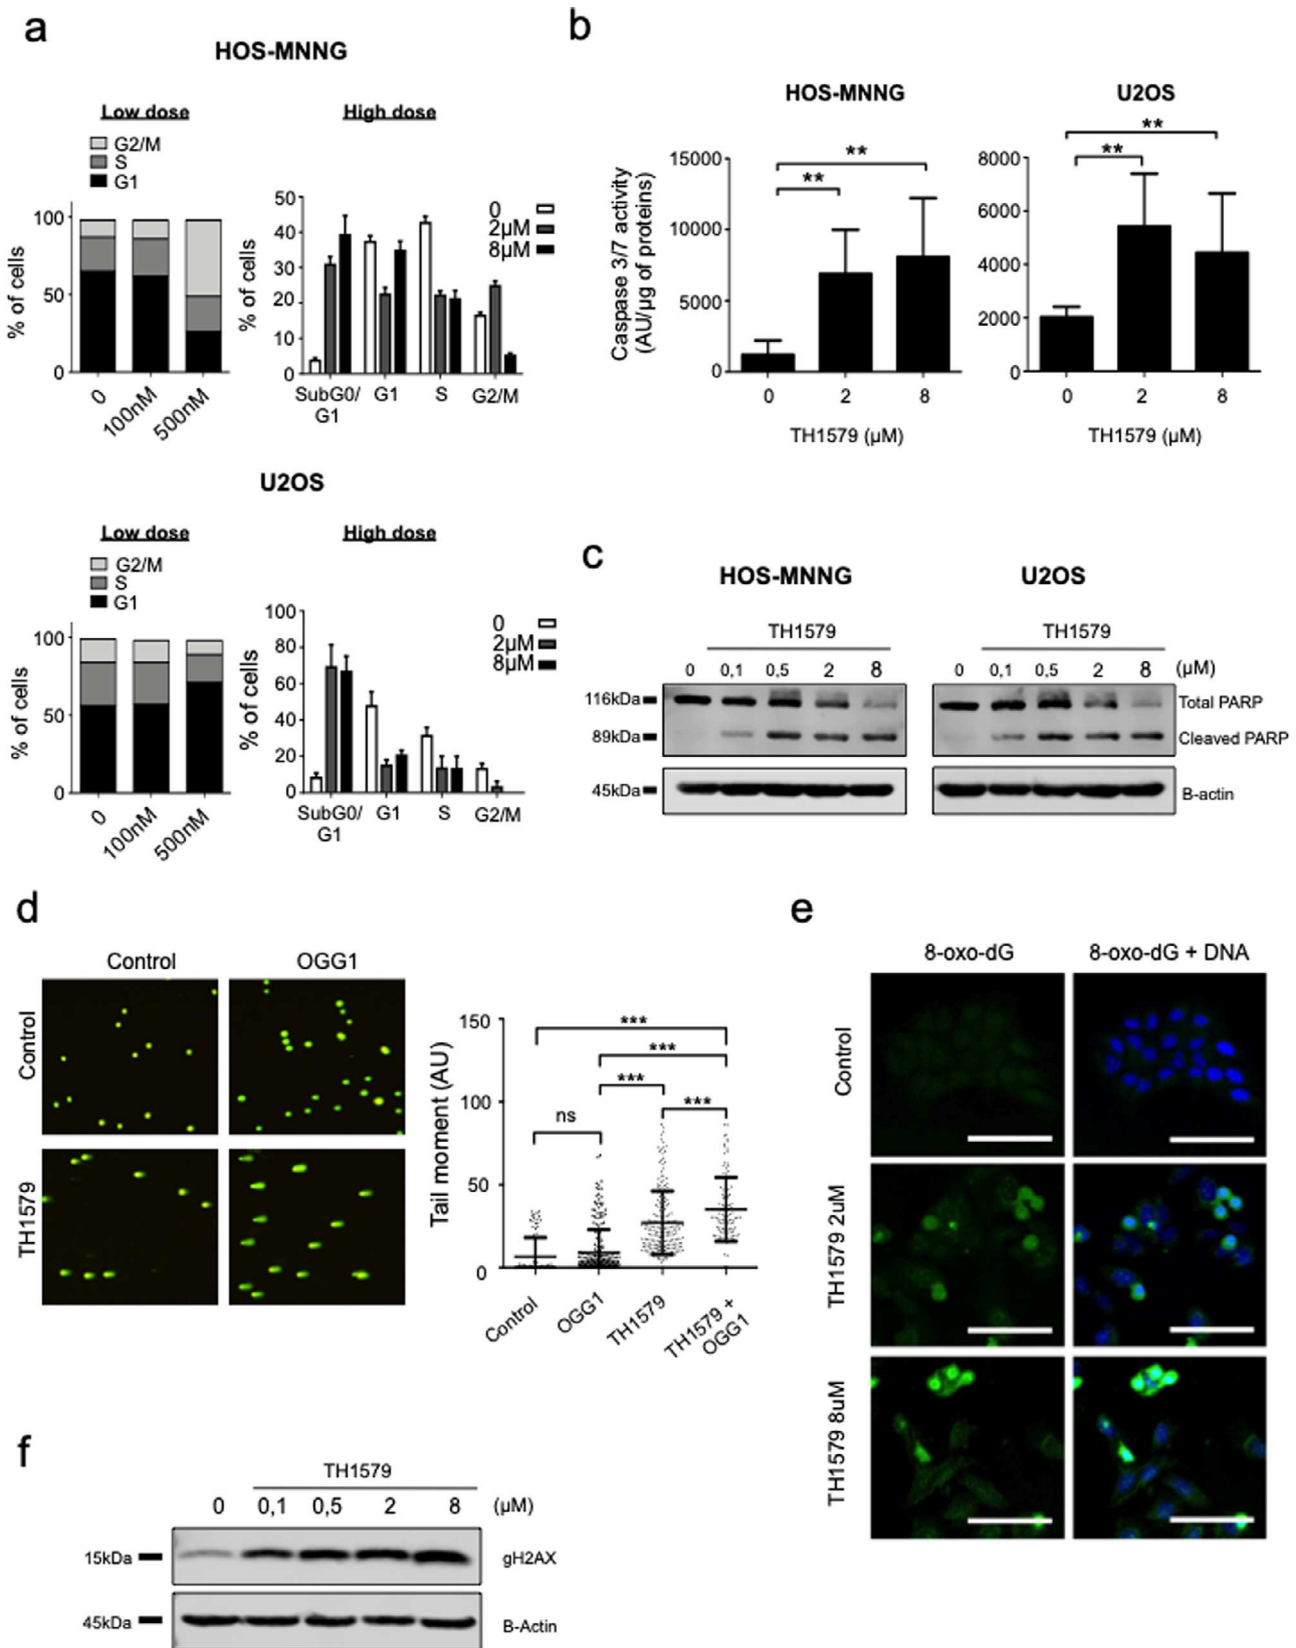 a
HOS-MNNG
Low dose
G2/M
S
G1
% of cells
100
50
0
0
100nM
500nM
High dose
0
2µM
8µM
% of cells
50
40
30
20
10
0
SubG0/
G1
G1
S
G2/M
U2OS
Low dose
G2/M
S
G1
% of cells
100
50
0
0
100nM
500nM
High dose
0
2µM
8µM
% of cells
100
80
60
40
20
0
SubG0/
G1
G1
S
G2/M
b
HOS-MNNG
Caspase 3/7 activity
(AU/µg of proteins)
15000
10000
5000
0
**
**
0 2 8
TH1579 (µM)
U2OS
8000
6000
4000
2000
0
**
**
0 2 8
TH1579 (µM)
c
HOS-MNNG
U2OS
TH1579
TH1579
0 0,1 0,5 2 8
0 0,1 0,5 2 8 (µM)
116kDa
Total PARP
89kDa
Cleaved PARP
45kDa
B-actin
d
Control
OGG1
Control
TH1579
Tail moment (AU)
150
100
50
0
***
***
***
***
ns
Control
OGG1
TH1579
TH1579 +
OGG1
e
8-oxo-dG
8-oxo-dG + DNA
Control
TH1579 2uM
TH1579 8uM
f
TH1579
0 0,1 0,5 2 8 (µM)
15kDa
gH2AX
45kDa
B-Actin